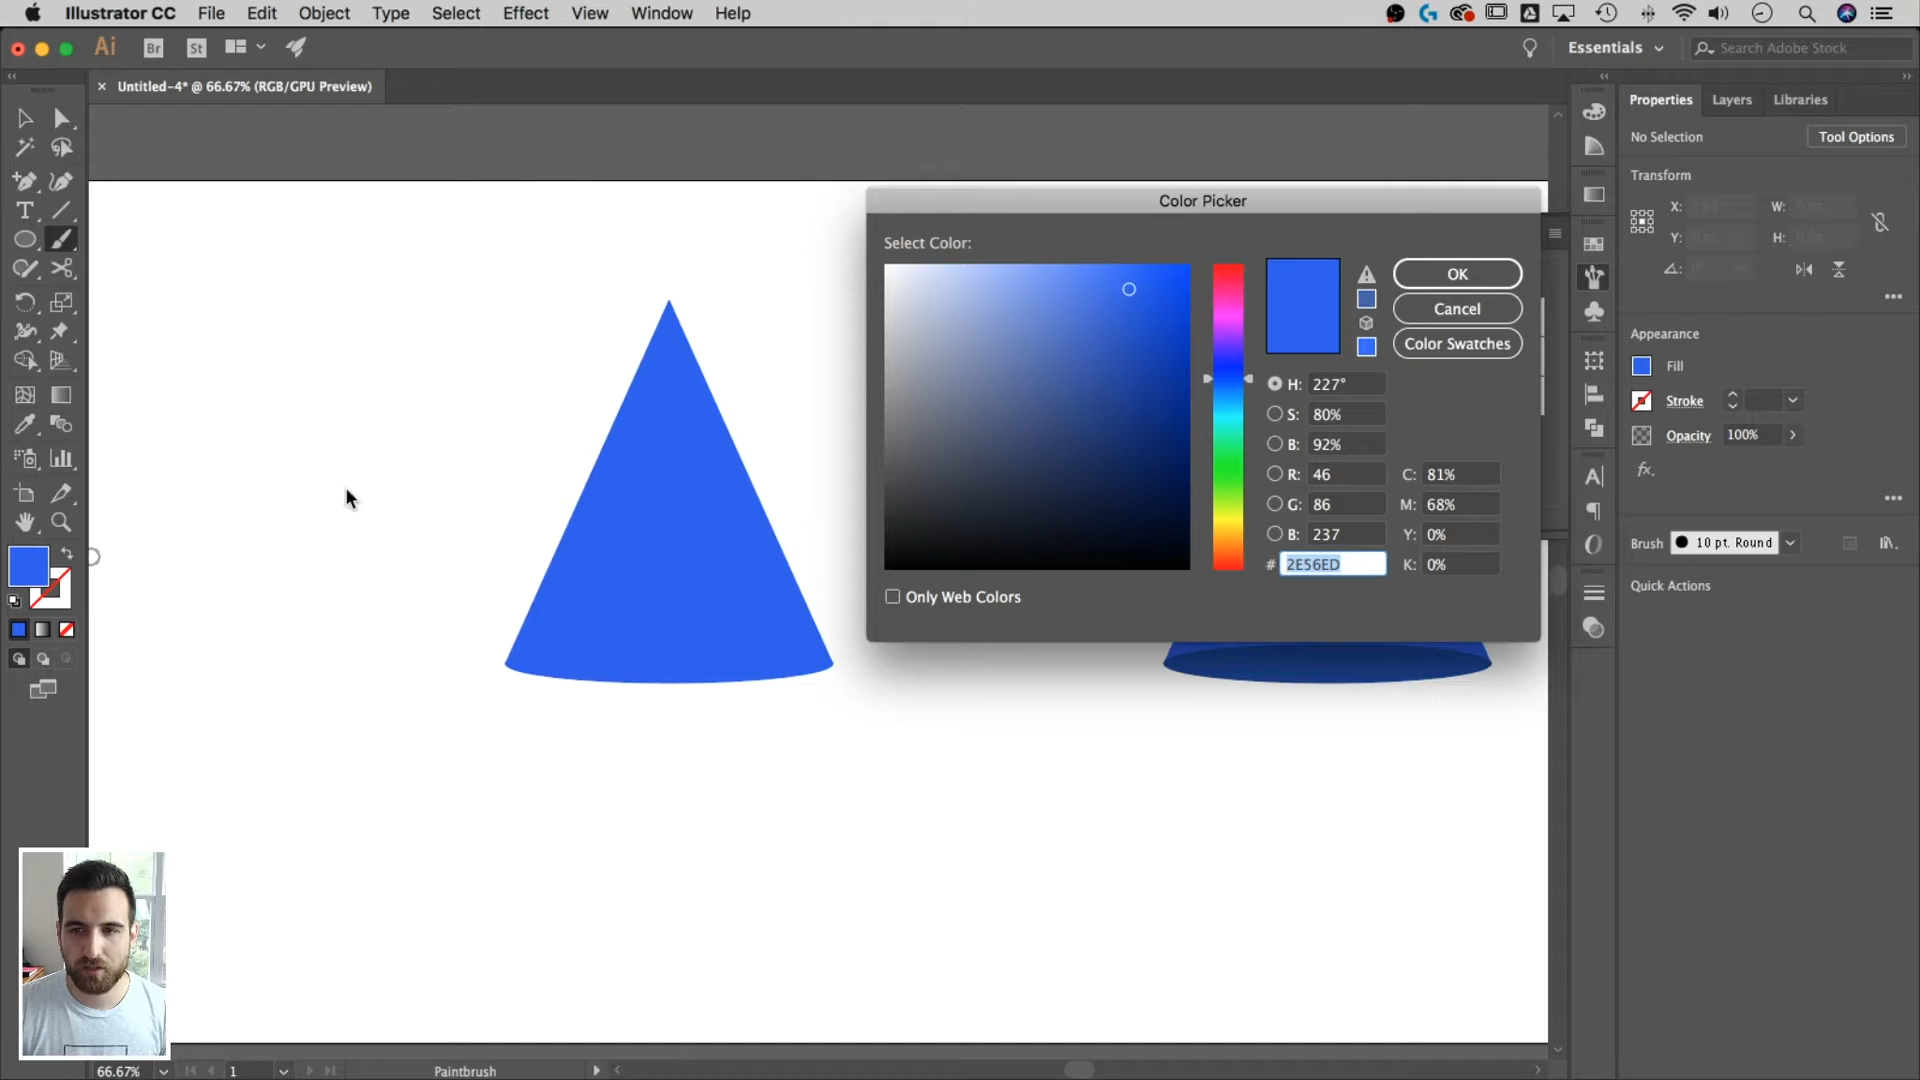 Illustrator CC File Edit Object Type Select Effect View Window Help
Ai Br St Essentials Search Adobe Stock
Untitled-4* @ 66.67% (RGB/GPU Preview)
Properties Layers Libraries
No Selection Tool Options
Transform
X: W:
Y: H:
Appearance
Fill
Stroke
Opacity 100%
fx.
Brush 10 pt. Round
Quick Actions
Color Picker
Select Color:
OK
Cancel
Color Swatches
H: 227°
S: 80%
B: 92%
R: 46 C: 81%
G: 86 M: 68%
B: 237 Y: 0%
# 2E56ED K: 0%
Only Web Colors
66.67% 1 Paintbrush